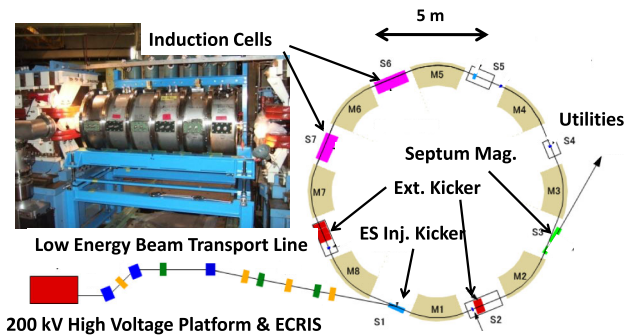 5 m
Induction Cells
S6
M5
S5
M6
M4
Utilities
S7
S4
Septum Mag.
M7
Ext. Kicker
M3
ES Inj. Kicker
S3
Low Energy Beam Transport Line
M8
M2
S1
M1
S2
200 kV High Voltage Platform & ECRIS